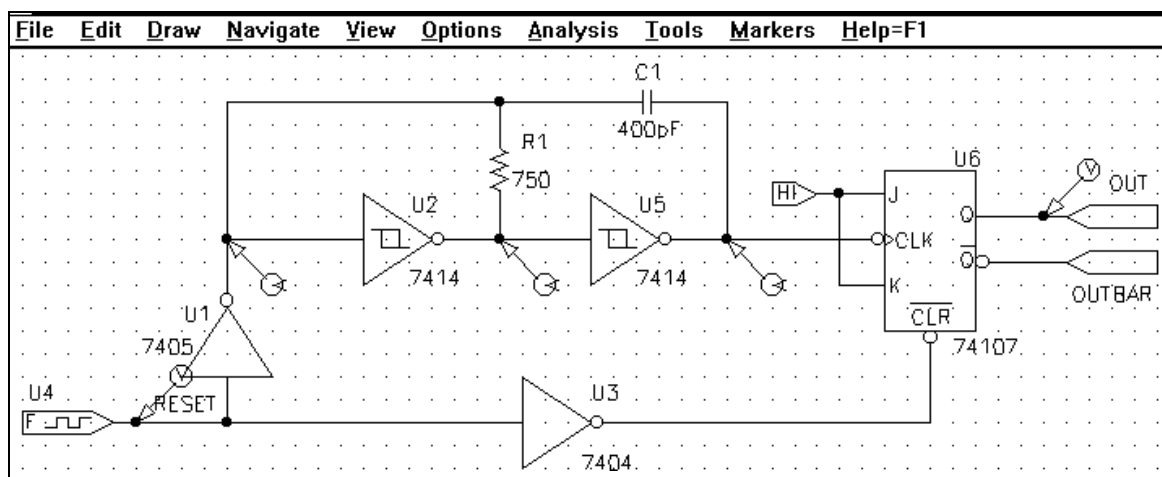 File Edit Draw Navigate View Options Analysis Tools Markers Help=F1
C1
400pF
R1
750
U6
HI
J
Q
OUT
U2
U5
CLK
Q
7414
7414
K
OUTBAR
U1
CLR
7405
74107
V
V
V
V
V
U4
RESET
U3
F
7404